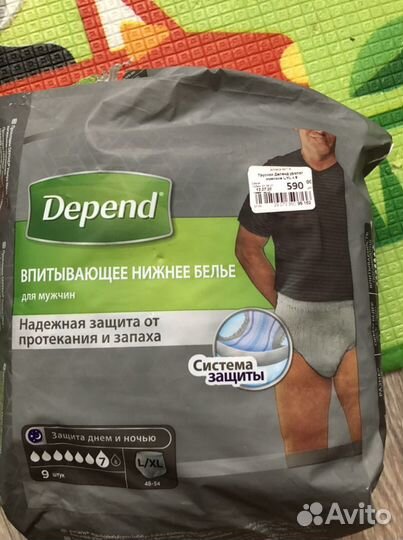 590
Depend®
ВПИТЫВАЮЩЕЕ НИЖНЕЕ БЕЛЬЕ
для мужчин
Надежная защита от
протекания и запаха
Система
защиты
Защита днем и ночью
7
9 штук
L/XL
48-54
Avito